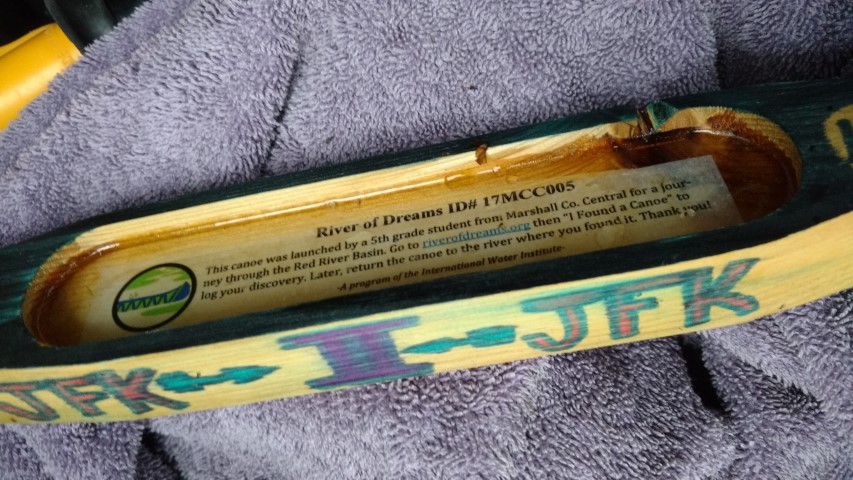 River of Dreams ID# 17MCC005
This canoe was launched by a 5th grade student from Marshall Co. Central for a jour-
ney through the Red River Basin. Go to riverofdreams.org then "I Found a Canoe" to
log your discovery. Later, return the canoe to the river where you found it. Thank you!
-A program of the International Water Institute-
JFK I JFK